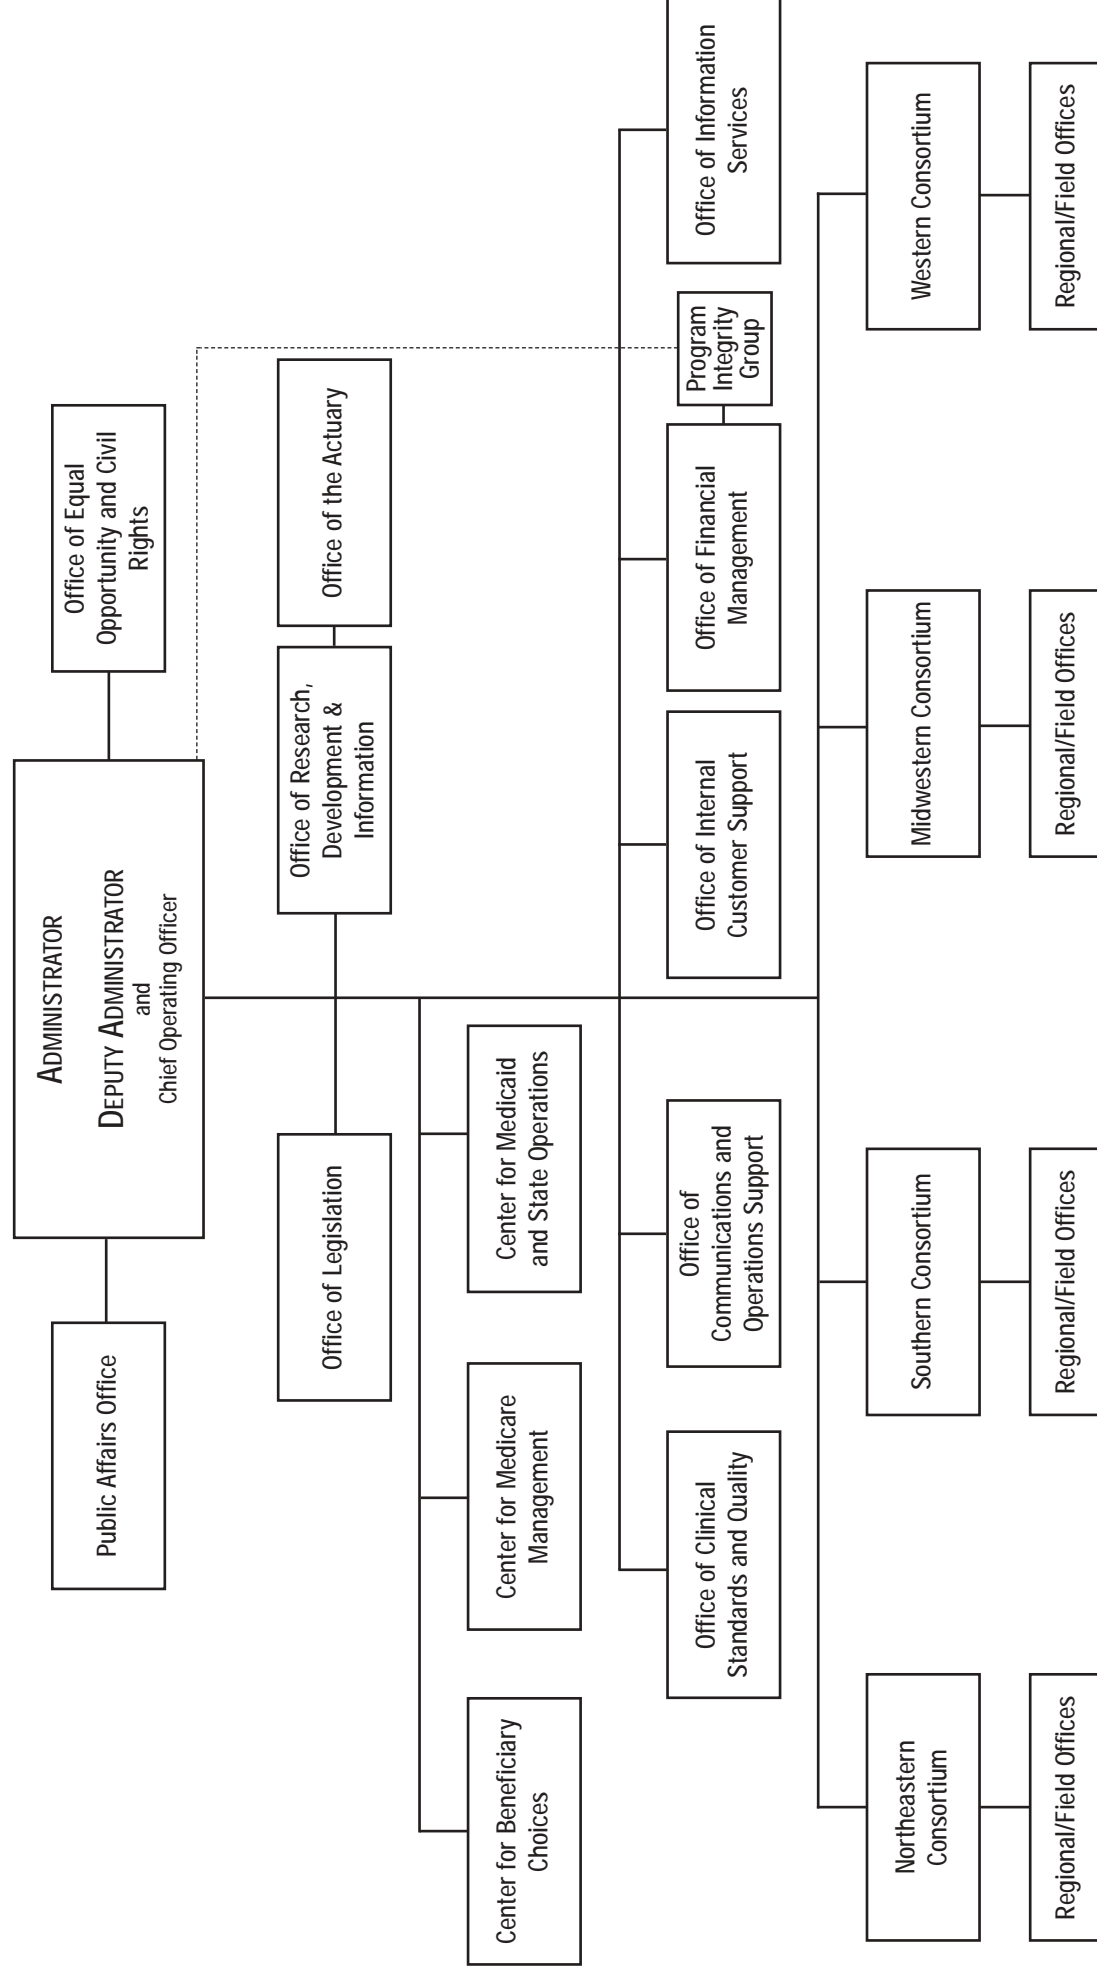 ADMINISTRATOR
DEPUTY ADMINISTRATOR
and
Chief Operating Officer
Public Affairs Office
Office of Equal
Opportunity and Civil
Rights
Office of Legislation
Office of Research,
Development &
Information
Office of the Actuary
Center for Beneficiary
Choices
Center for Medicare
Management
Center for Medicaid
and State Operations
Office of Clinical
Standards and Quality
Office of
Communications and
Operations Support
Office of Internal
Customer Support
Office of Financial
Management
Program
Integrity
Group
Office of Information
Services
Northeastern
Consortium
Southern Consortium
Midwestern Consortium
Western Consortium
Regional/Field Offices
Regional/Field Offices
Regional/Field Offices
Regional/Field Offices